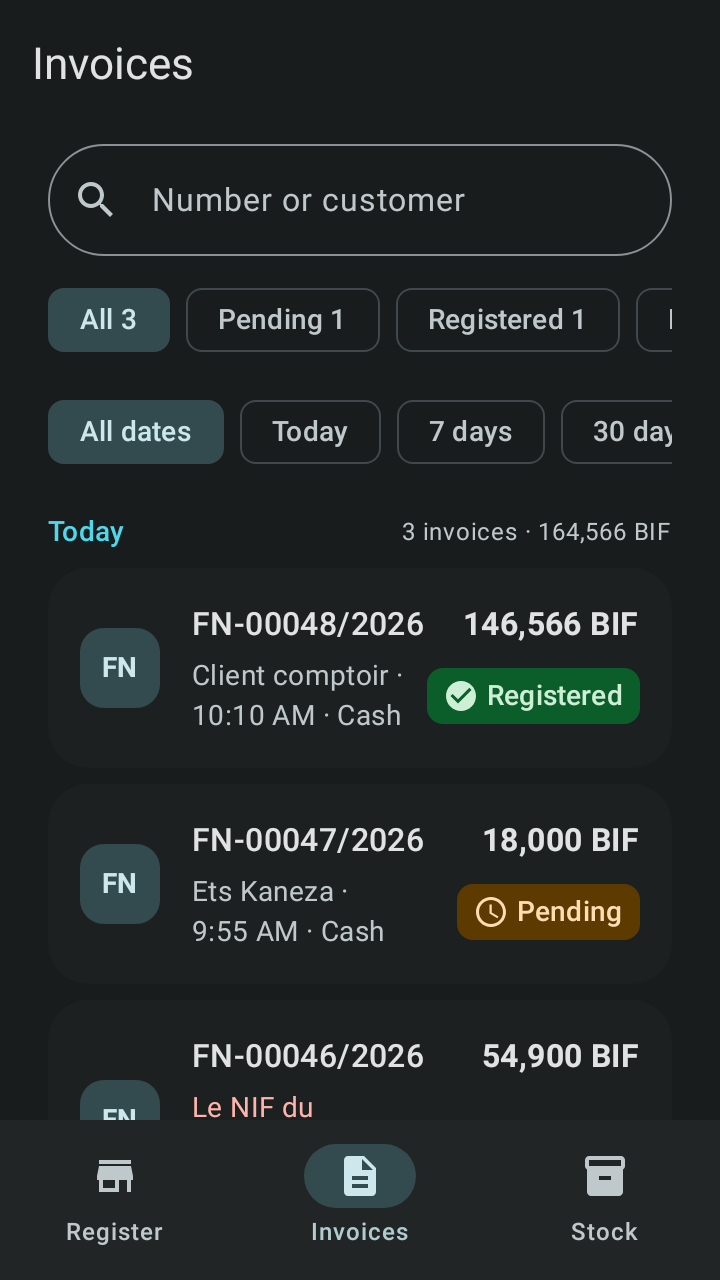 Invoices
Number or customer
All 3 Pending 1 Registered 1
All dates Today 7 days 30 day
Today 3 invoices · 164,566 BIF
FN-00048/2026 146,566 BIF
FN Client comptoir · Registered
10:10 AM · Cash
FN-00047/2026 18,000 BIF
FN Ets Kaneza · Pending
9:55 AM · Cash
FN-00046/2026 54,900 BIF
FN Le NIF du
Register Invoices Stock